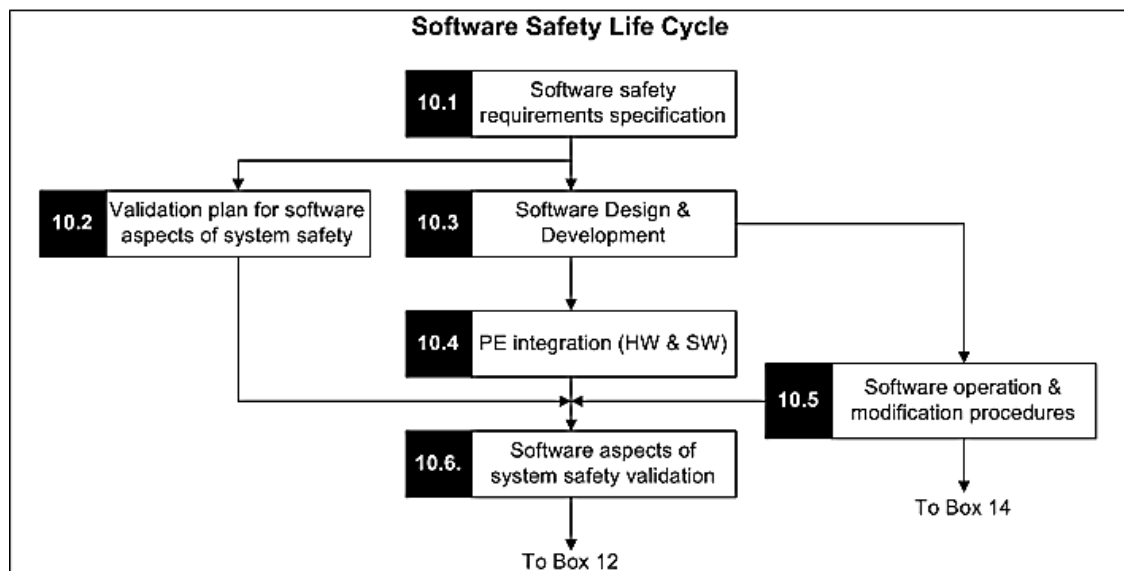 Software Safety Life Cycle
10.1
Software safety
requirements specification
10.2
Validation plan for software
aspects of system safety
10.3
Software Design &
Development
10.4
PE integration (HW & SW)
10.5
Software operation &
modification procedures
10.6.
Software aspects of
system safety validation
To Box 14
To Box 12